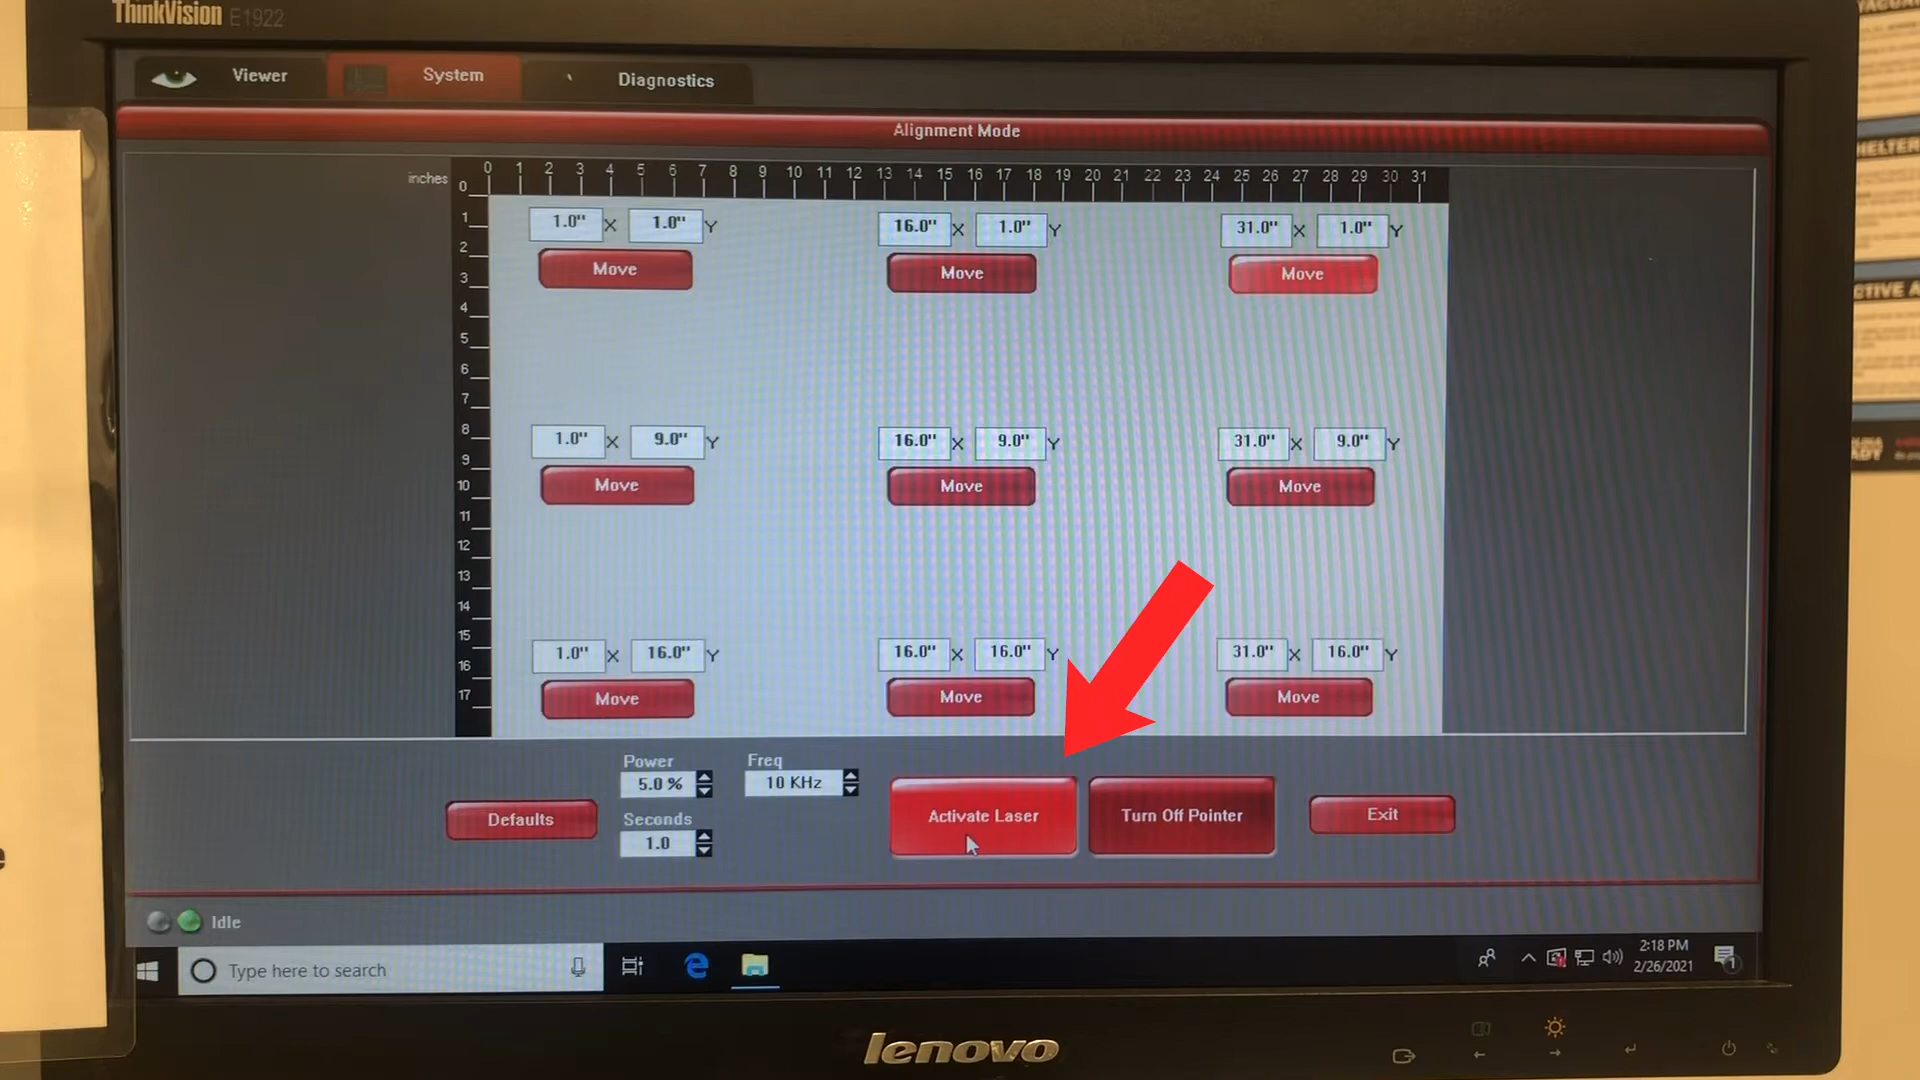 ThinkVision E1922
Viewer System Diagnostics
Alignment Mode
inches
0 1 2 3 4 5 6 7 8 9 10 11 12 13 14 15 16 17 18 19 20 21 22 23 24 25 26 27 28 29 30 31
0
1
2
3
4
5
6
7
8
9
10
11
12
13
14
15
16
17
1.0" X 1.0" Y 16.0" X 1.0" Y 31.0" X 1.0" Y
Move Move Move
1.0" X 9.0" Y 16.0" X 9.0" Y 31.0" X 9.0" Y
Move Move Move
1.0" X 16.0" Y 16.0" X 16.0" Y 31.0" X 16.0" Y
Move Move Move
Power Freq
5.0 % 10 KHz
Defaults
Seconds
1.0
Activate Laser Turn Off Pointer Exit
Idle
Type here to search
2:18 PM
2/26/2021
1
lenovo